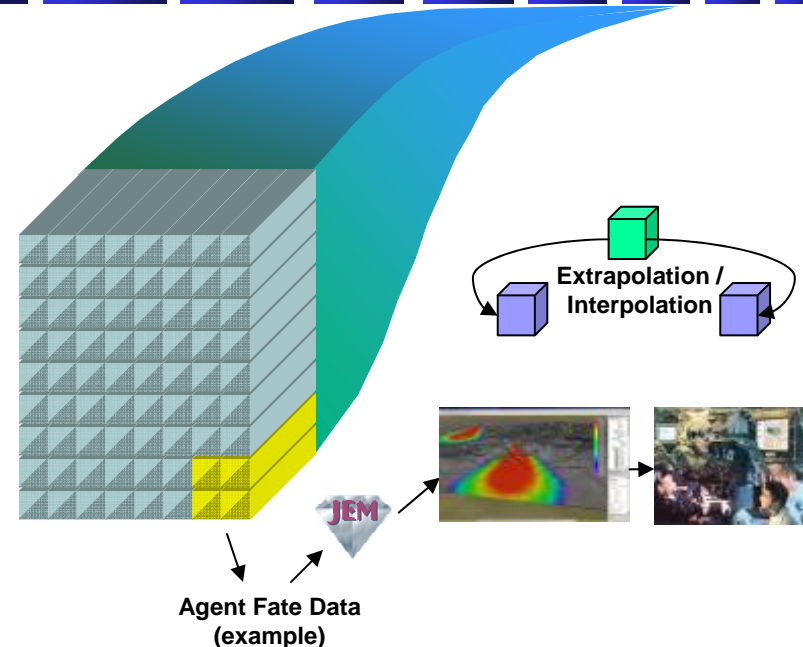 Extrapolation /
Interpolation
JEM
Agent Fate Data
(example)